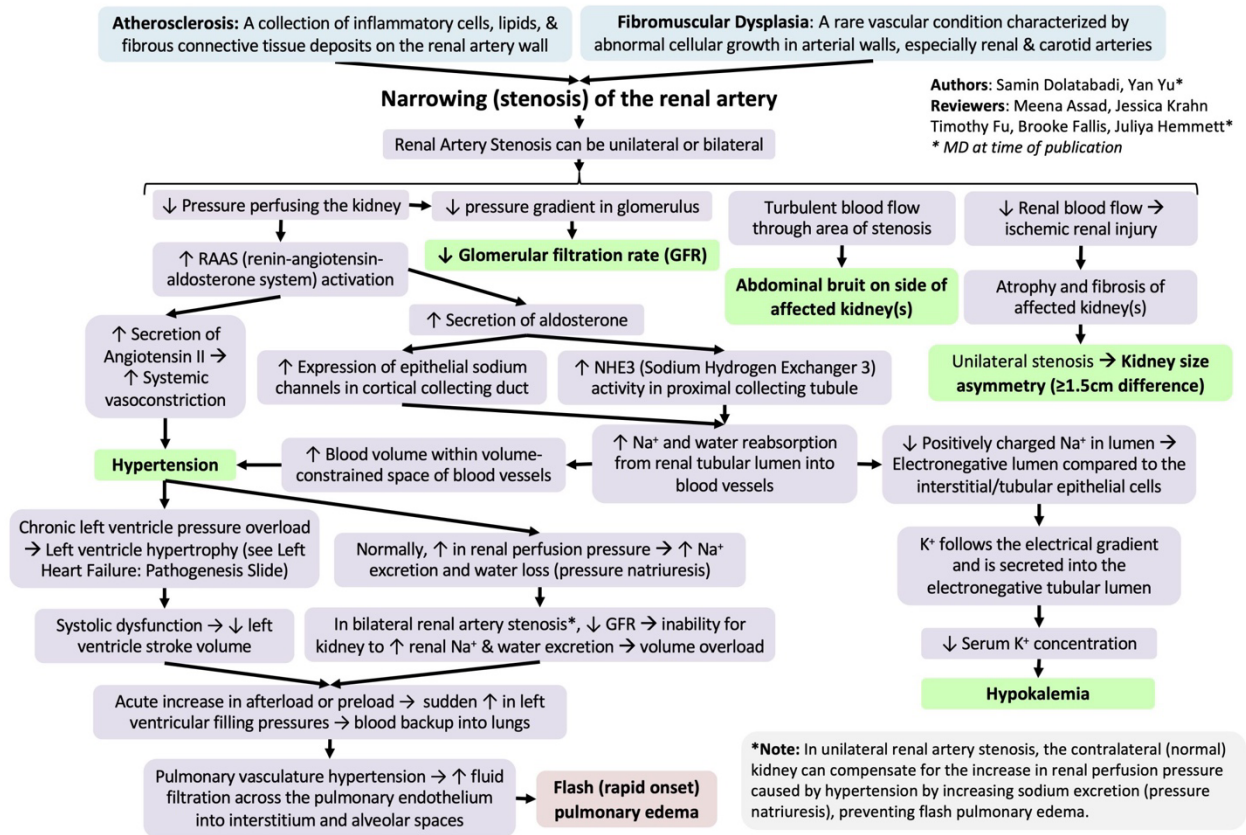 Atherosclerosis: A collection of inflammatory cells, lipids, &
fibrous connective tissue deposits on the renal artery wall
Fibromuscular Dysplasia: A rare vascular condition characterized by
abnormal cellular growth in arterial walls, especially renal & carotid arteries
Narrowing (stenosis) of the renal artery
Authors: Samin Dolatabadi, Yan Yu*
Reviewers: Meena Assad, Jessica Krahn
Timothy Fu, Brooke Fallis, Juliya Hemmett*
* MD at time of publication
Renal Artery Stenosis can be unilateral or bilateral
↓ Pressure perfusing the kidney
↓ pressure gradient in glomerulus
Turbulent blood flow
through area of stenosis
↓ Renal blood flow →
ischemic renal injury
↑ RAAS (renin-angiotensin-
aldosterone system) activation
↓ Glomerular filtration rate (GFR)
Abdominal bruit on side of
affected kidney(s)
Atrophy and fibrosis of
affected kidney(s)
↑ Secretion of
Angiotensin II →
↑ Systemic
vasoconstriction
↑ Secretion of aldosterone
↑ Expression of epithelial sodium
channels in cortical collecting duct
↑ NHE3 (Sodium Hydrogen Exchanger 3)
activity in proximal collecting tubule
Unilateral stenosis → Kidney size
asymmetry (≥1.5cm difference)
Hypertension
↑ Blood volume within volume-
constrained space of blood vessels
↑ Na⁺ and water reabsorption
from renal tubular lumen into
blood vessels
↓ Positively charged Na⁺ in lumen →
Electronegative lumen compared to the
interstitial/tubular epithelial cells
Chronic left ventricle pressure overload
→ Left ventricle hypertrophy (see Left
Heart Failure: Pathogenesis Slide)
Normally, ↑ in renal perfusion pressure → ↑ Na⁺
excretion and water loss (pressure natriuresis)
K⁺ follows the electrical gradient
and is secreted into the
electronegative tubular lumen
Systolic dysfunction → ↓ left
ventricle stroke volume
In bilateral renal artery stenosis*, ↓ GFR → inability for
kidney to ↑ renal Na⁺ & water excretion → volume overload
↓ Serum K⁺ concentration
Acute increase in afterload or preload → sudden ↑ in left
ventricular filling pressures → blood backup into lungs
Hypokalemia
Pulmonary vasculature hypertension → ↑ fluid
filtration across the pulmonary endothelium
into interstitium and alveolar spaces
Flash (rapid onset)
pulmonary edema
*Note: In unilateral renal artery stenosis, the contralateral (normal)
kidney can compensate for the increase in renal perfusion pressure
caused by hypertension by increasing sodium excretion (pressure
natriuresis), preventing flash pulmonary edema.